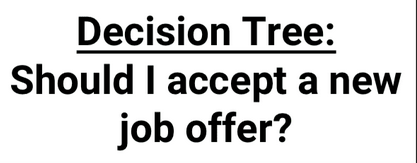 Decision Tree:
Should I accept a new
job offer?